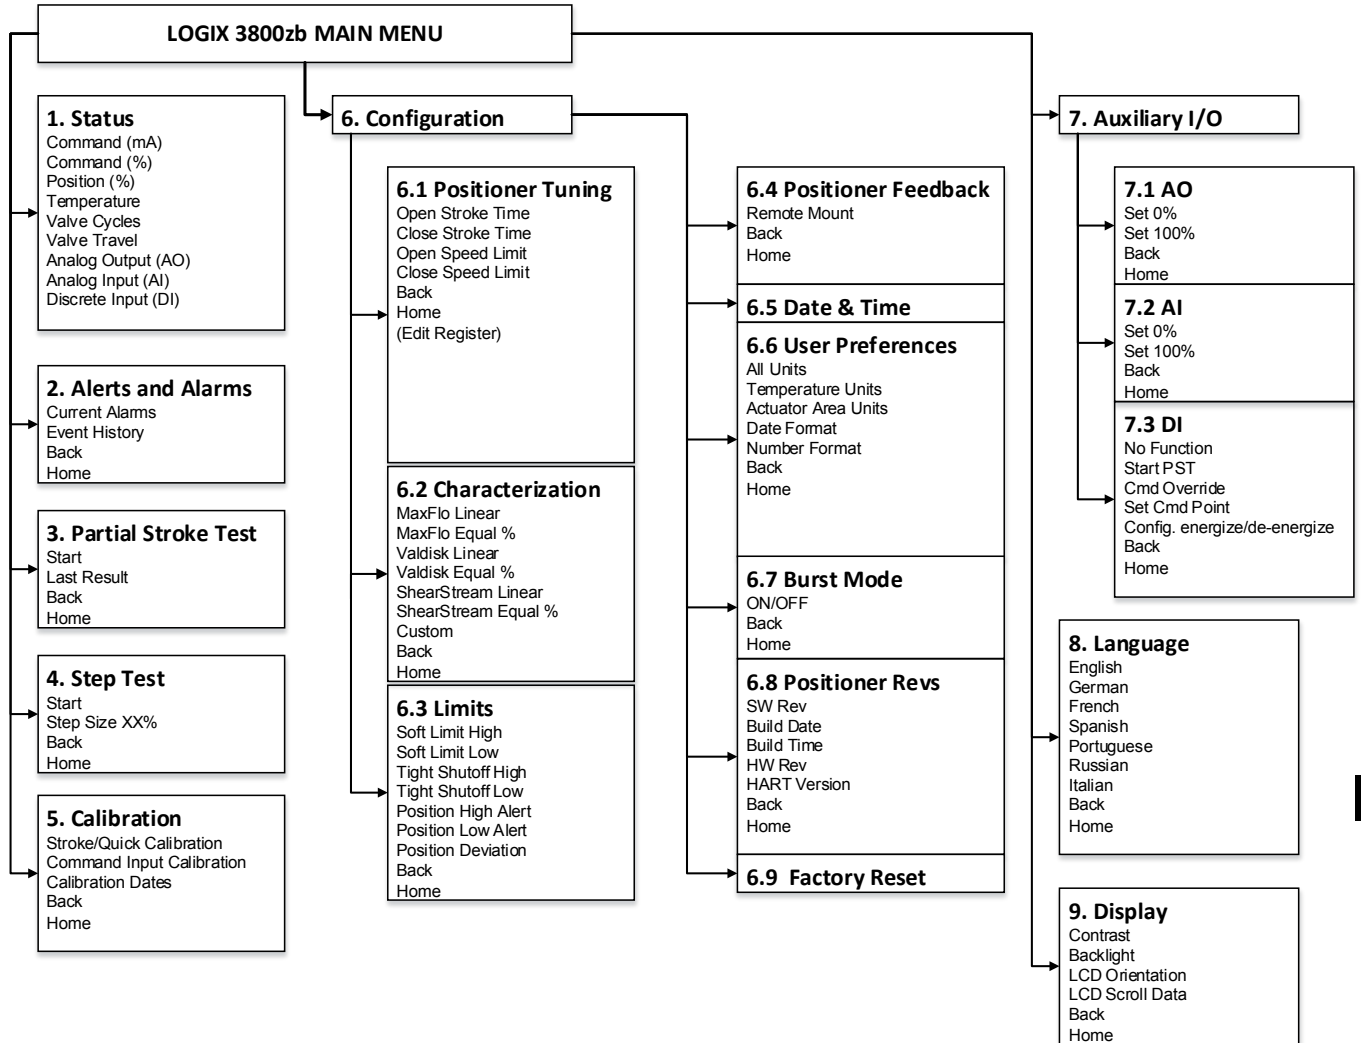 LOGIX 3800zb MAIN MENU
1. Status
Command (mA)
Command (%)
Position (%)
Temperature
Valve Cycles
Valve Travel
Analog Output (AO)
Analog Input (AI)
Discrete Input (DI)
2. Alerts and Alarms
Current Alarms
Event History
Back
Home
3. Partial Stroke Test
Start
Last Result
Back
Home
4. Step Test
Start
Step Size XX%
Back
Home
5. Calibration
Stroke/Quick Calibration
Command Input Calibration
Calibration Dates
Back
Home
6. Configuration
6.1 Positioner Tuning
Open Stroke Time
Close Stroke Time
Open Speed Limit
Close Speed Limit
Back
Home
(Edit Register)
6.2 Characterization
MaxFlo Linear
MaxFlo Equal %
Valdisk Linear
Valdisk Equal %
ShearStream Linear
ShearStream Equal %
Custom
Back
Home
6.3 Limits
Soft Limit High
Soft Limit Low
Tight Shutoff High
Tight Shutoff Low
Position High Alert
Position Low Alert
Position Deviation
Back
Home
6.4 Positioner Feedback
Remote Mount
Back
Home
6.5 Date & Time
6.6 User Preferences
All Units
Temperature Units
Actuator Area Units
Date Format
Number Format
Back
Home
6.7 Burst Mode
ON/OFF
Back
Home
6.8 Positioner Revs
SW Rev
Build Date
Build Time
HW Rev
HART Version
Back
Home
6.9 Factory Reset
7. Auxiliary I/O
7.1 AO
Set 0%
Set 100%
Back
Home
7.2 AI
Set 0%
Set 100%
Back
Home
7.3 DI
No Function
Start PST
Cmd Override
Set Cmd Point
Config. energize/de-energize
Back
Home
8. Language
English
German
French
Spanish
Portuguese
Russian
Italian
Back
Home
9. Display
Contrast
Backlight
LCD Orientation
LCD Scroll Data
Back
Home